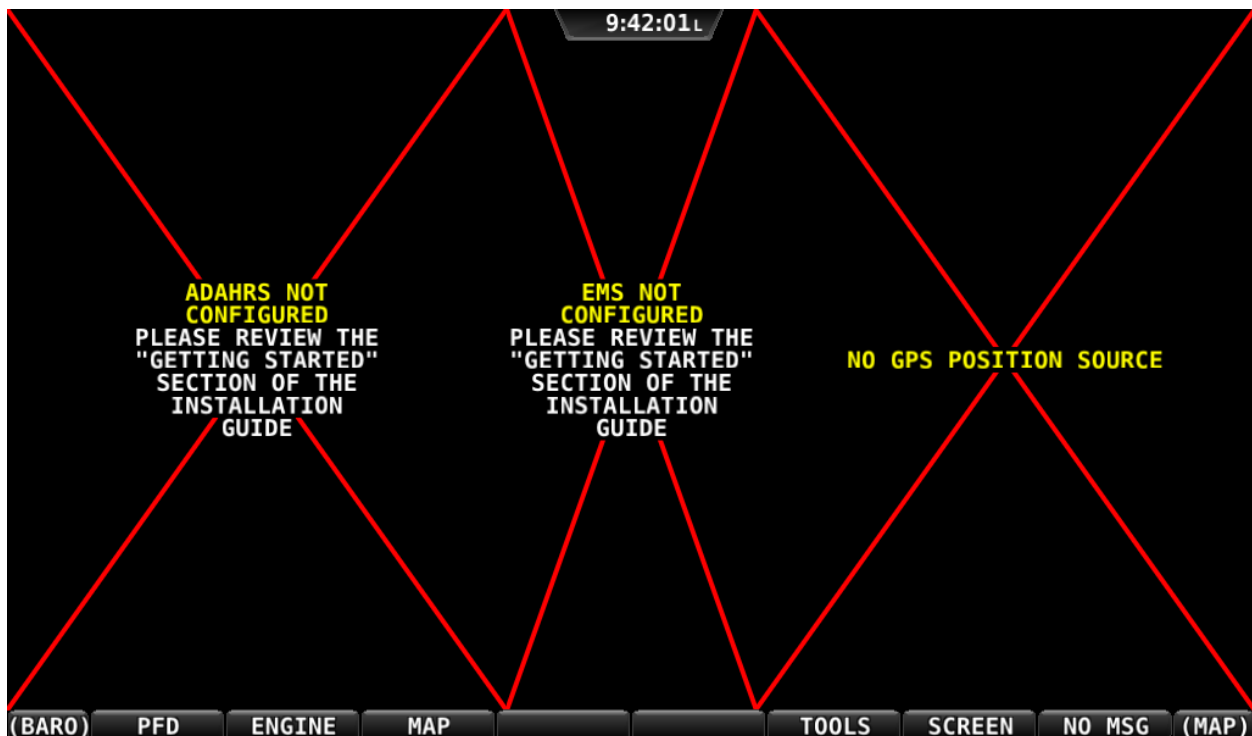 9:42:01L
ADAHRS NOT
CONFIGURED
PLEASE REVIEW THE
"GETTING STARTED"
SECTION OF THE
INSTALLATION
GUIDE
EMS NOT
CONFIGURED
PLEASE REVIEW THE
"GETTING STARTED"
SECTION OF THE
INSTALLATION
GUIDE
NO GPS POSITION SOURCE
(BARO) PFD ENGINE MAP TOOLS SCREEN NO MSG (MAP)